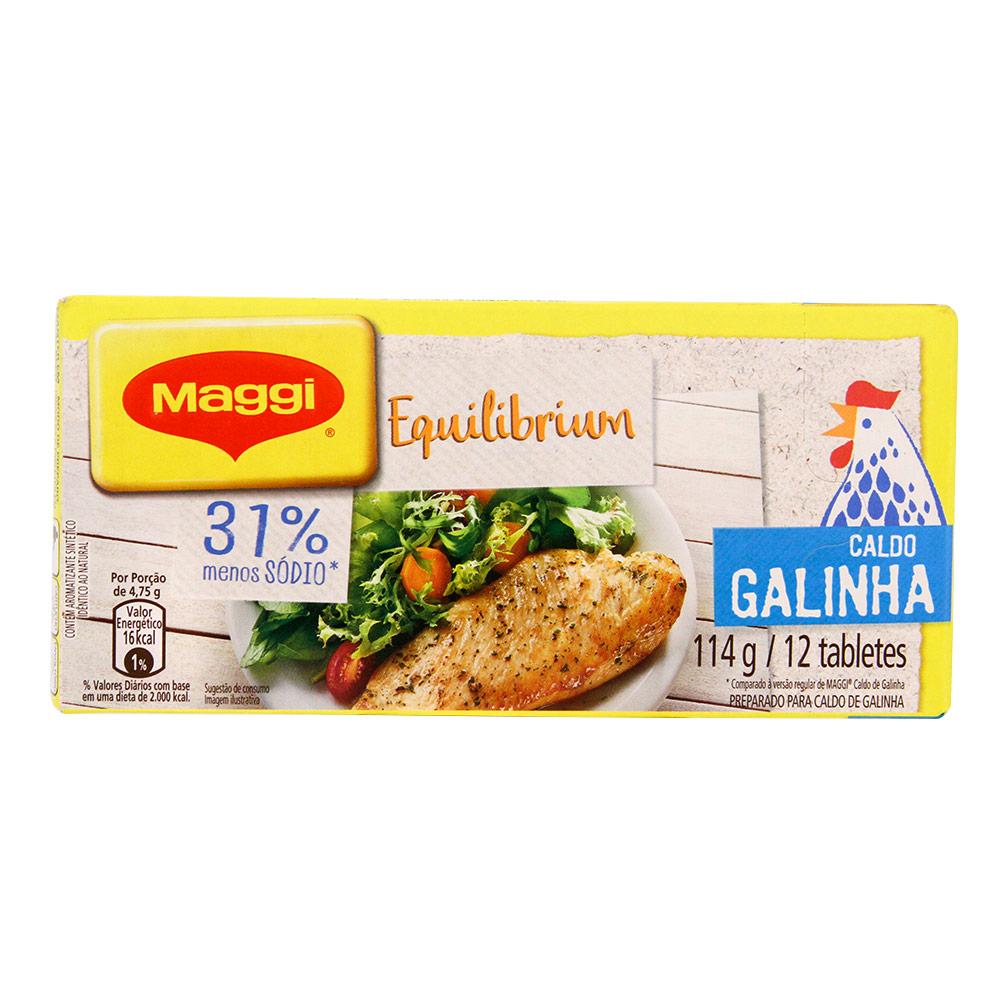 Maggi
®
Equilibrium
31%
menos SÓDIO*
CALDO
GALINHA
114 g / 12 tabletes
* Comparado à versão regular de MAGGI® Caldo de Galinha
PREPARADO PARA CALDO DE GALINHA
CONTÉM AROMATIZANTE SINTÉTICO
IDÊNTICO AO NATURAL
Por Porção
de 4,75 g
Valor
Energético
16 kcal
1%
% Valores Diários com base
em uma dieta de 2.000 kcal.
Sugestão de consumo
Imagem ilustrativa